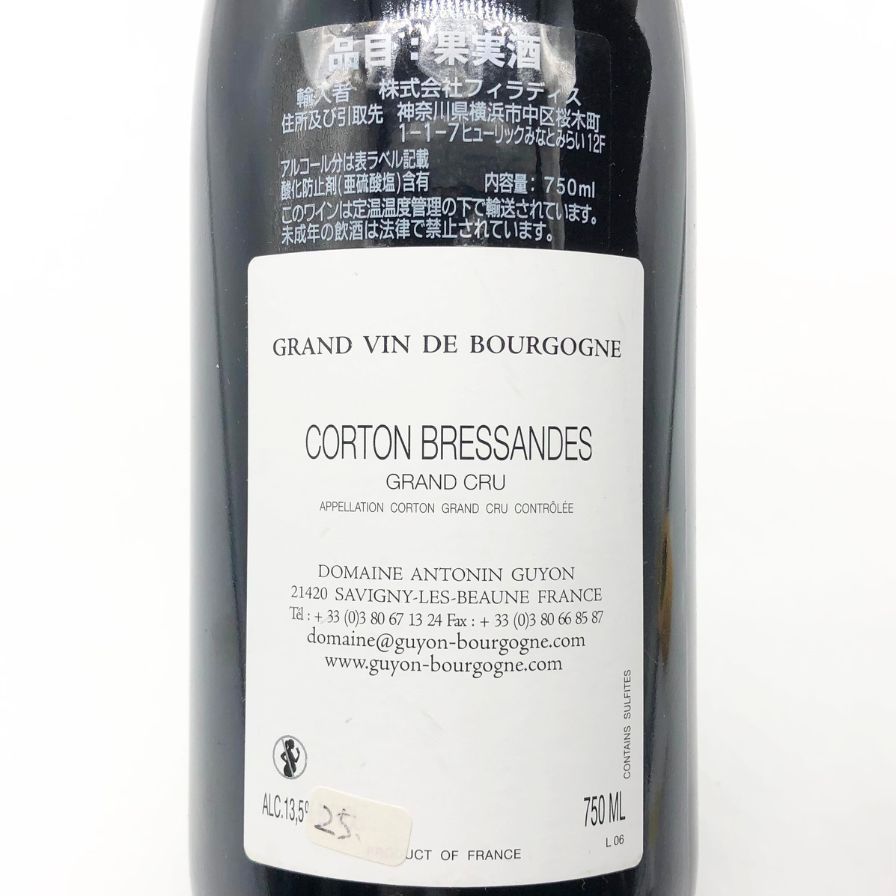 品目：果実酒
輸入者 株式会社フィラディス
住所及び引取先 神奈川県横浜市中区桜木町
1-1-7ヒューリックみなとみらい12F
アルコール分は表ラベル記載
酸化防止剤(亜硫酸塩)含有 内容量：750ml
このワインは定温温度管理の下で輸送されています。
未成年の飲酒は法律で禁止されています。
GRAND VIN DE BOURGOGNE
CORTON BRESSANDES
GRAND CRU
APPELLATION CORTON GRAND CRU CONTRÔLÉE
DOMAINE ANTONIN GUYON
21420 SAVIGNY-LES-BEAUNE FRANCE
Tél : + 33 (0)3 80 67 13 24 Fax : + 33 (0)3 80 66 85 87
domaine@guyon-bourgogne.com
www.guyon-bourgogne.com
CONTAINS SULFITES
ALC.13,5°
25.
750 ML
L 06
UCT OF FRANCE